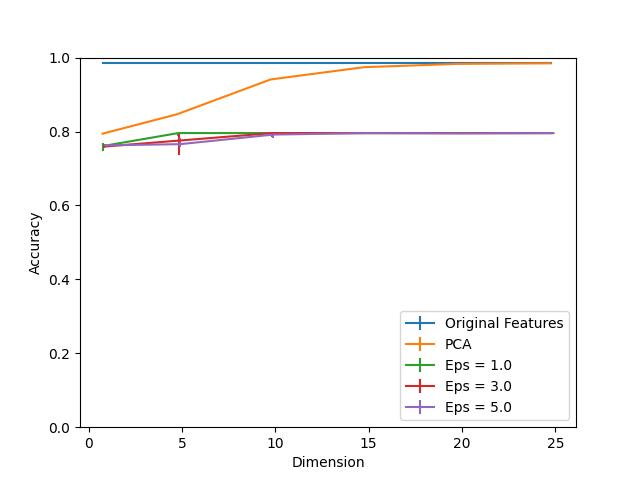 1.0
0.8
0.6
0.4
0.2
0.0
Accuracy
0 5 10 15 20 25
Dimension
Original Features
PCA
Eps = 1.0
Eps = 3.0
Eps = 5.0